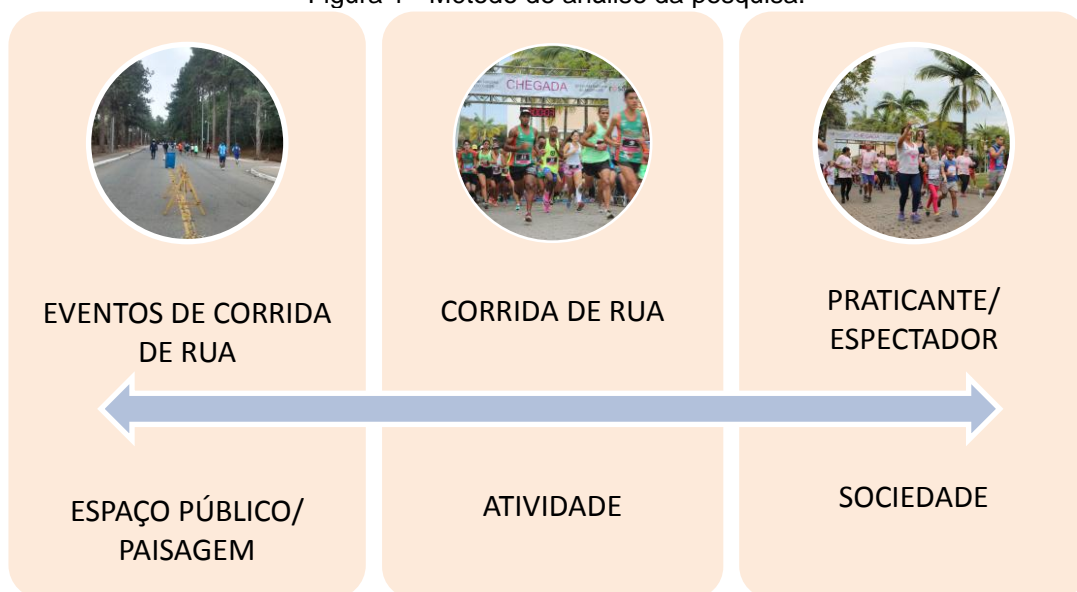 Figura 1 - Método de análise da pesquisa.
CHEGADA
EVENTOS DE CORRIDA
DE RUA
CORRIDA DE RUA
PRATICANTE/
ESPECTADOR
ESPAÇO PÚBLICO/
PAISAGEM
ATIVIDADE
SOCIEDADE